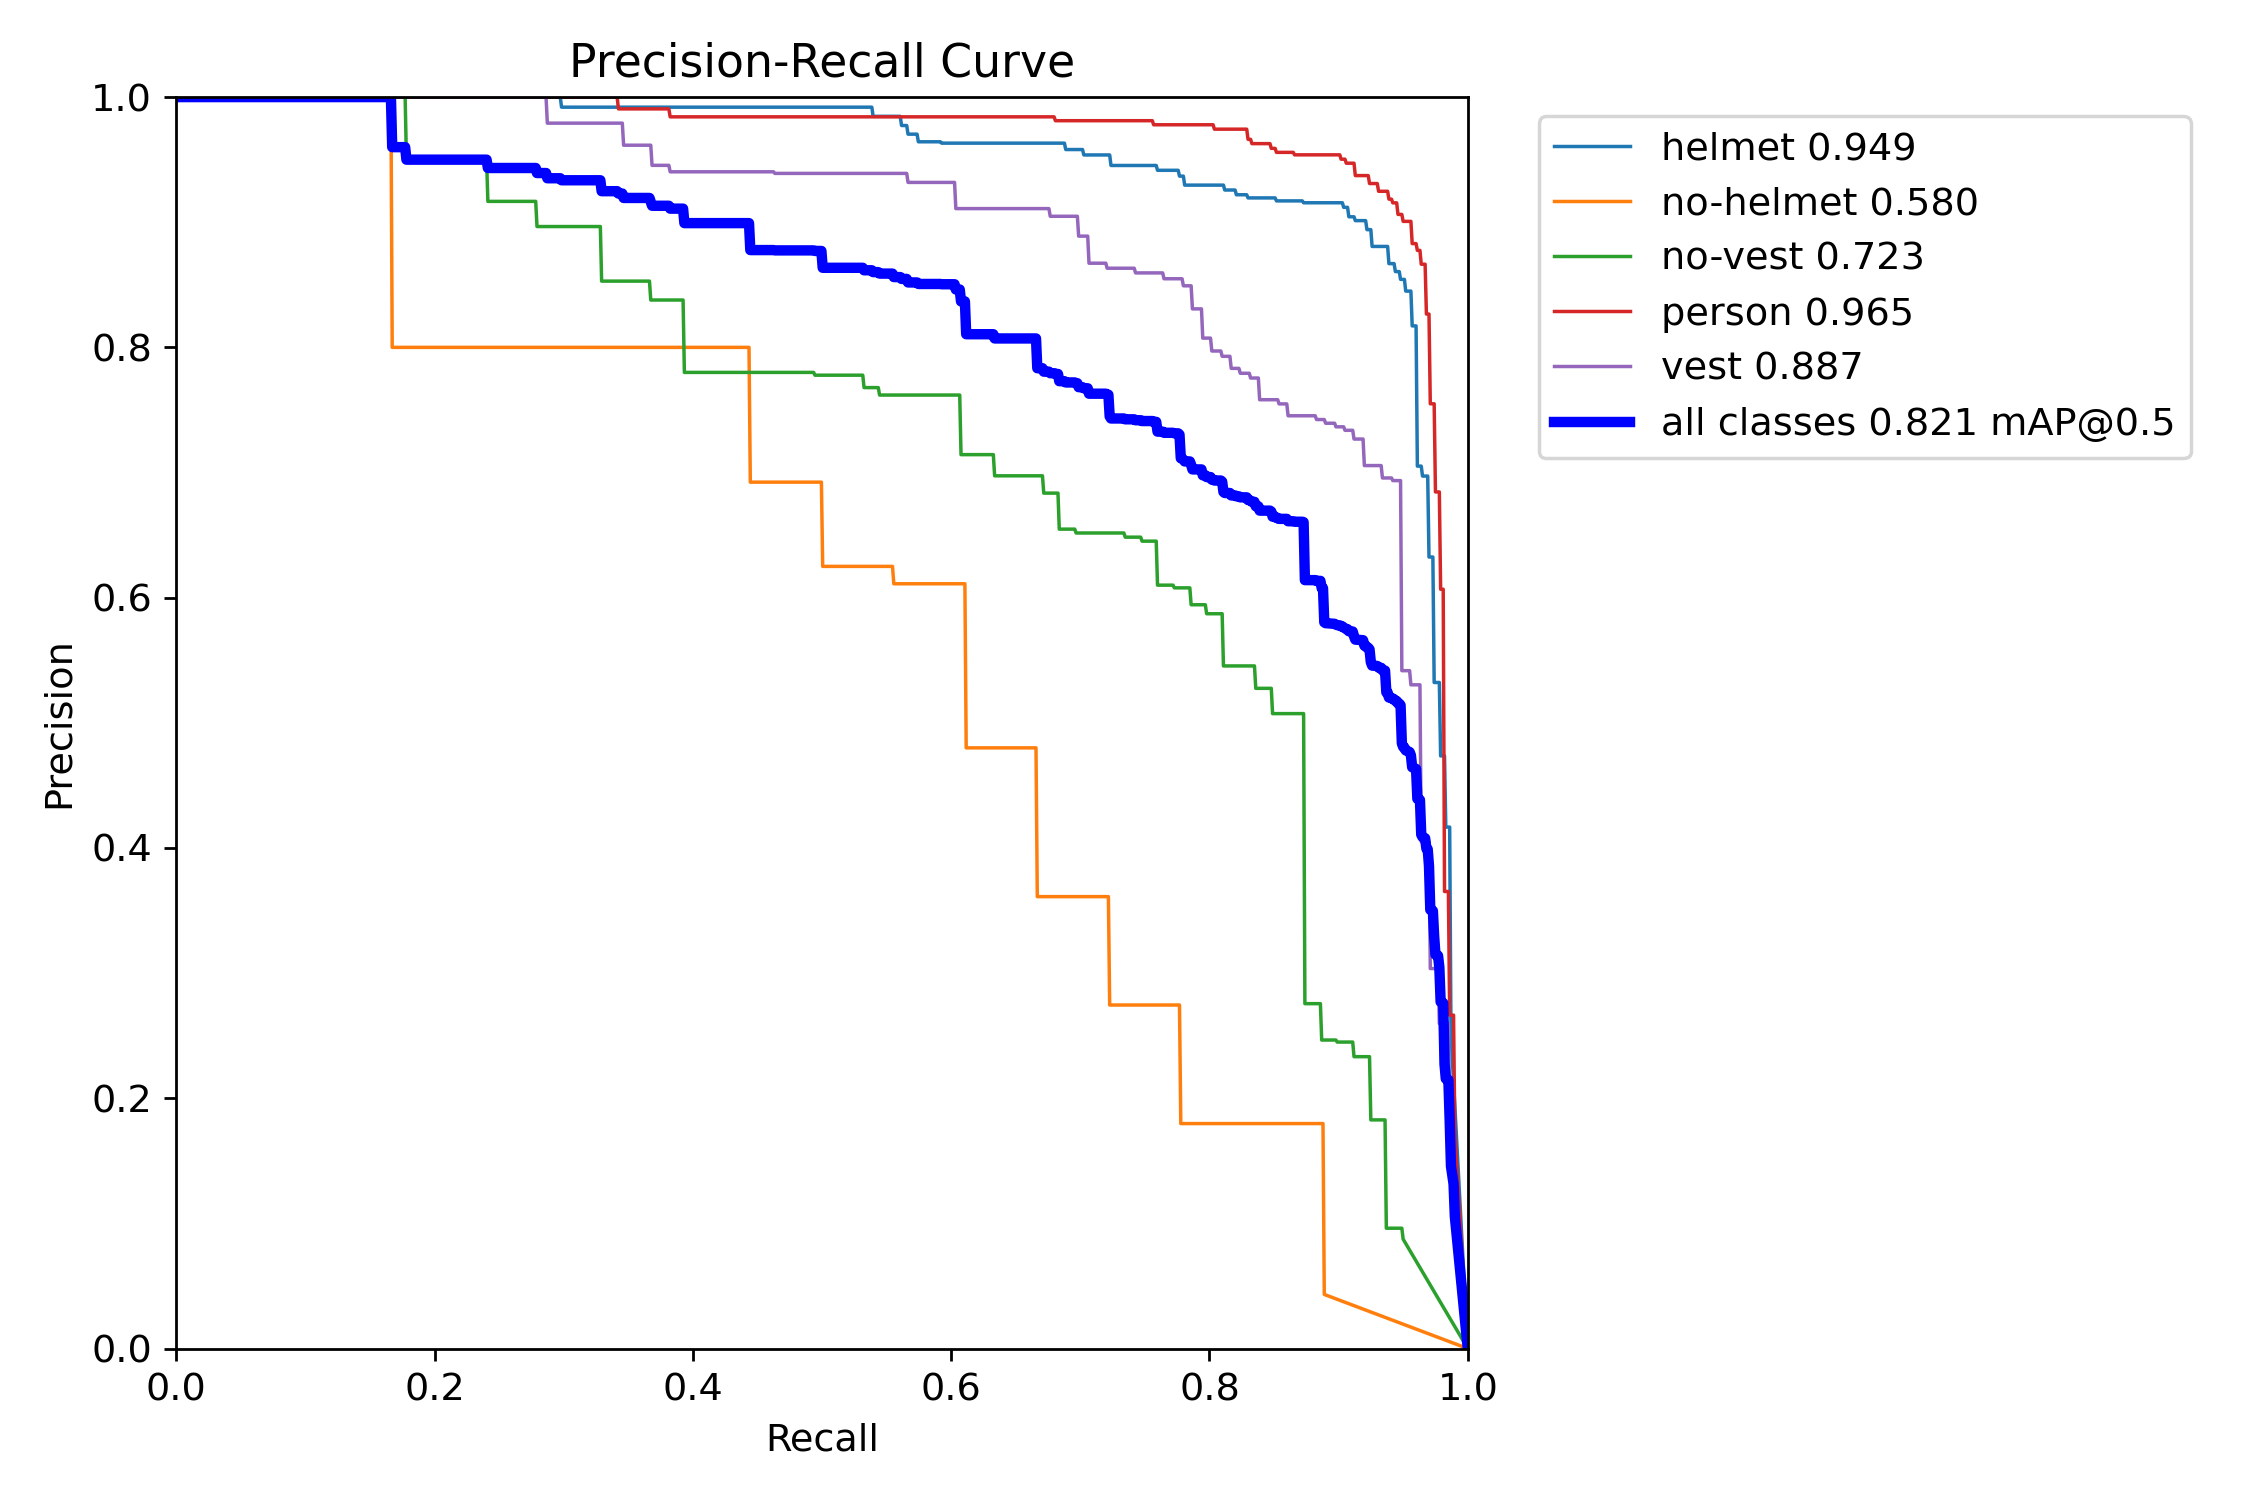 Precision-Recall Curve
1.0
0.8
0.6
0.4
0.2
0.0
Precision
0.0 0.2 0.4 0.6 0.8 1.0
Recall
helmet 0.949
no-helmet 0.580
no-vest 0.723
person 0.965
vest 0.887
all classes 0.821 mAP@0.5